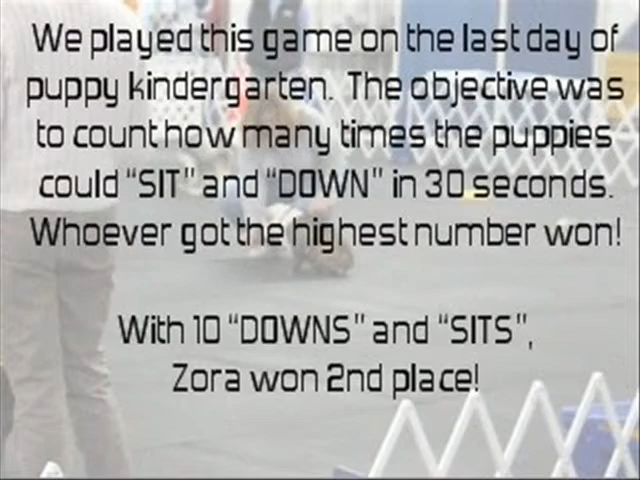 We played this game on the last day of
puppy kindergarten. The objective was
to count how many times the puppies
could "SIT" and "DOWN" in 30 seconds.
Whoever got the highest number won!
With 10 "DOWNS" and "SITS",
Zora won 2nd place!